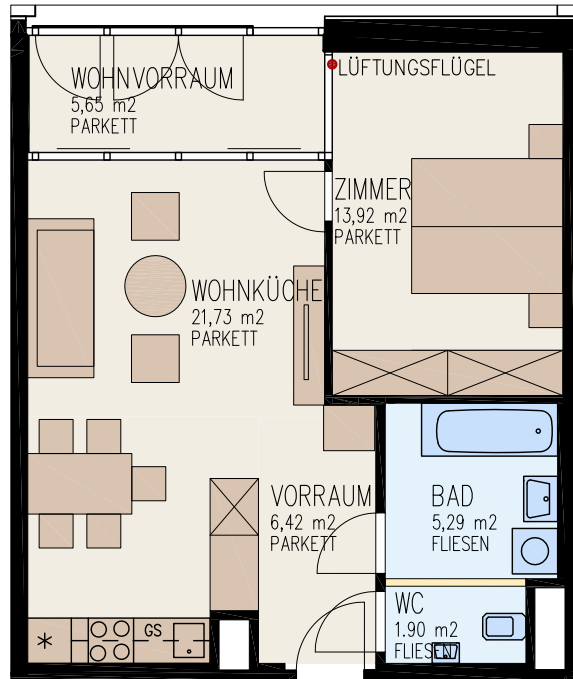 WOHNVORRAUM
5,65 m2
PARKETT
LÜFTUNGSFLÜGEL
ZIMMER
13,92 m2
PARKETT
WOHNKÜCHE
21,73 m2
PARKETT
VORRAUM
6,42 m2
PARKETT
BAD
5,29 m2
FLIESEN
WC
1.90 m2
FLIESEN
GS